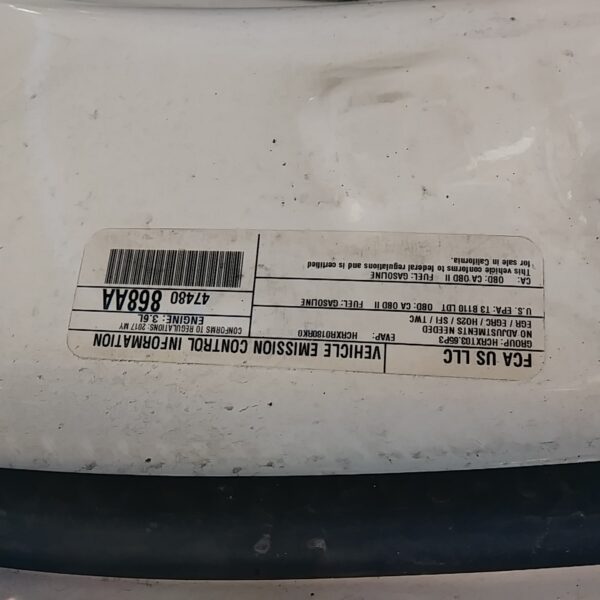 FCA US LLC
VEHICLE EMISSION CONTROL INFORMATION
GROUP: HCRXT03.65P3
EVAP: HCRXR0180RK0
NO ADJUSTMENTS NEEDED
EGR / EGRC / HO2S / SFI / TWC
U.S. EPA: T3 B110 LDT OBD: CA OBD II FUEL: GASOLINE
CA: OBD: CA OBD II FUEL: GASOLINE
This vehicle conforms to federal regulations and is certified
for sale in California.
CONFORMS TO REGULATIONS: 2017 MY
ENGINE: 3.6L
47480 868AA